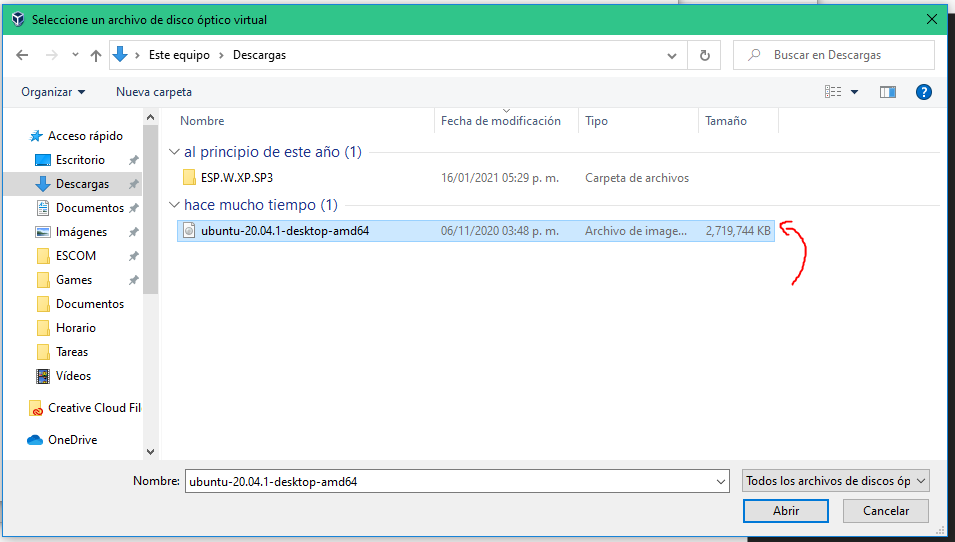 Seleccione un archivo de disco óptico virtual
Este equipo > Descargas
Buscar en Descargas
Organizar
Nueva carpeta
Nombre
Fecha de modificación
Tipo
Tamaño
Acceso rápido
Escritorio
Descargas
Documentos
Imágenes
ESCOM
Games
Documentos
Horario
Tareas
Vídeos
Creative Cloud Fil
OneDrive
al principio de este año (1)
ESP.W.XP.SP3 16/01/2021 05:29 p. m. Carpeta de archivos
hace mucho tiempo (1)
ubuntu-20.04.1-desktop-amd64 06/11/2020 03:48 p. m. Archivo de image... 2,719,744 KB
Nombre: ubuntu-20.04.1-desktop-amd64
Todos los archivos de discos óp
Abrir
Cancelar